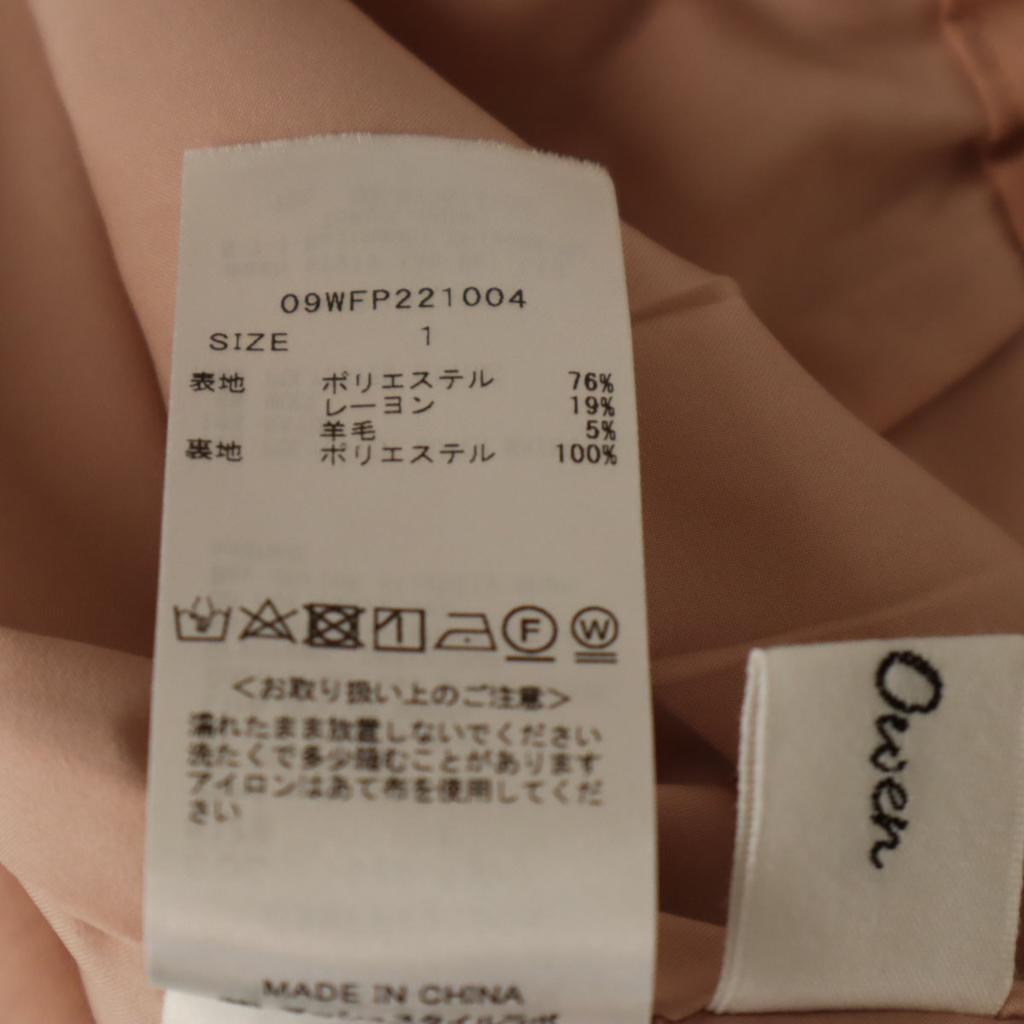 09WFP221004
SIZE 1
表地 ポリエステル 76%
レーヨン 19%
羊毛 5%
裏地 ポリエステル 100%
F W
<お取り扱い上のご注意>
濡れたまま放置しないでください
洗たくで多少縮むことがあります
アイロンはあて布を使用してくだ
さい
MADE IN CHINA
Owen